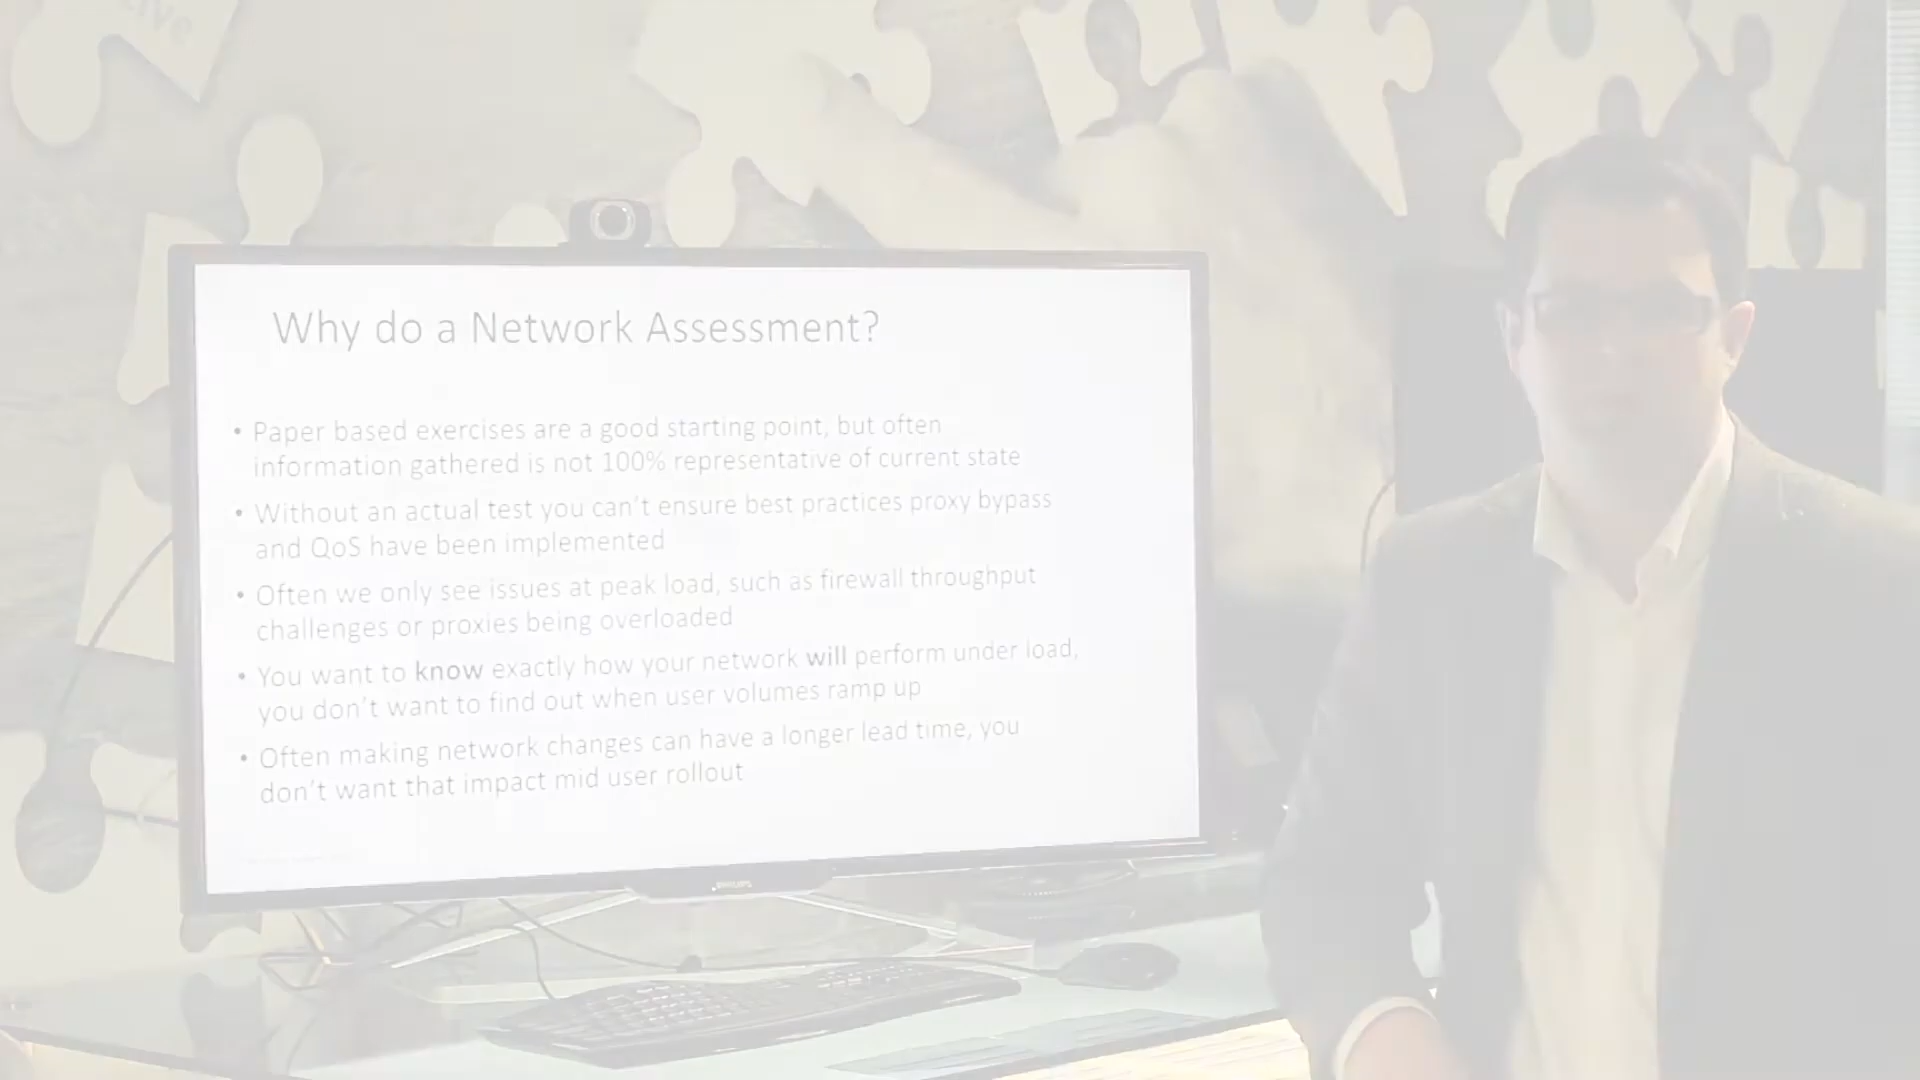 tive
Why do a Network Assessment?
• Paper based exercises are a good starting point, but often
information gathered is not 100% representative of current state
• Without an actual test you can't ensure best practices proxy bypass
and QoS have been implemented
• Often we only see issues at peak load, such as firewall throughput
challenges or proxies being overloaded
• You want to know exactly how your network will perform under load,
you don't want to find out when user volumes ramp up
• Often making network changes can have a longer lead time, you
don't want that impact mid user rollout
PHILIPS